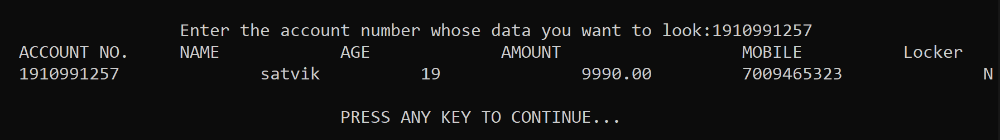 Enter the account number whose data you want to look:1910991257
ACCOUNT NO. NAME AGE AMOUNT MOBILE Locker
1910991257 satvik 19 9990.00 7009465323 N
PRESS ANY KEY TO CONTINUE...